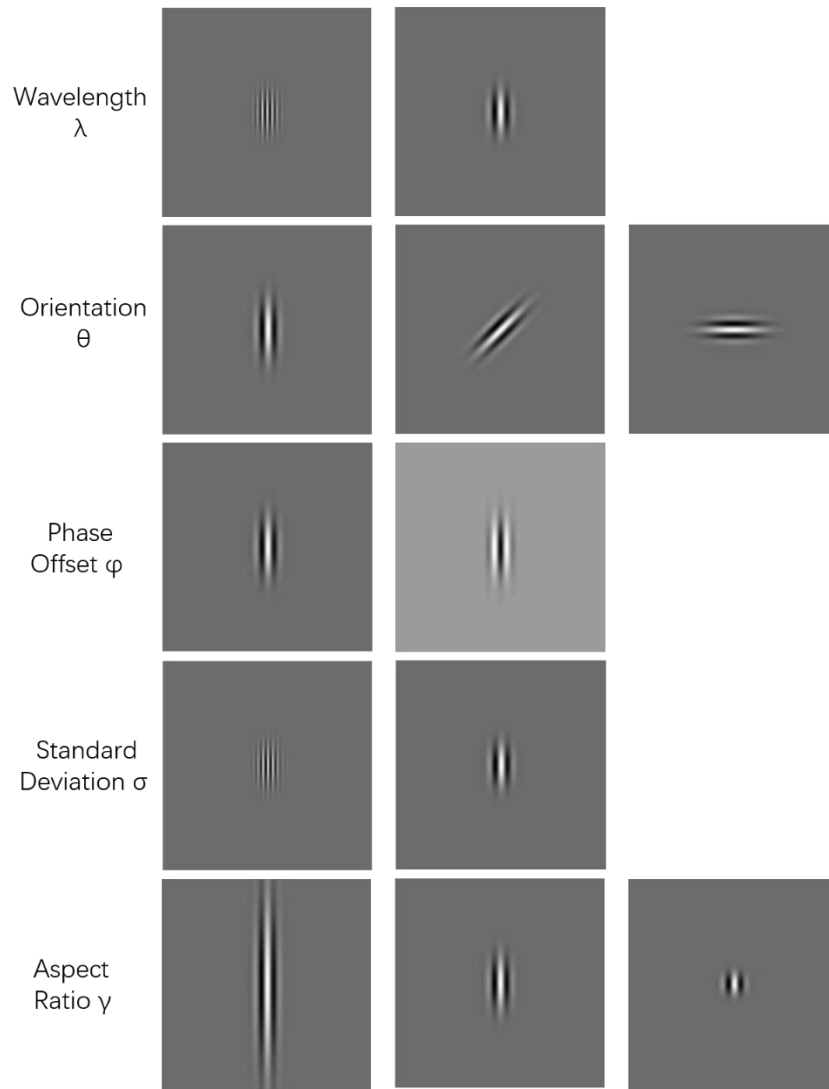 Wavelength
λ
Orientation
θ
Phase
Offset φ
Standard
Deviation σ
Aspect
Ratio γ